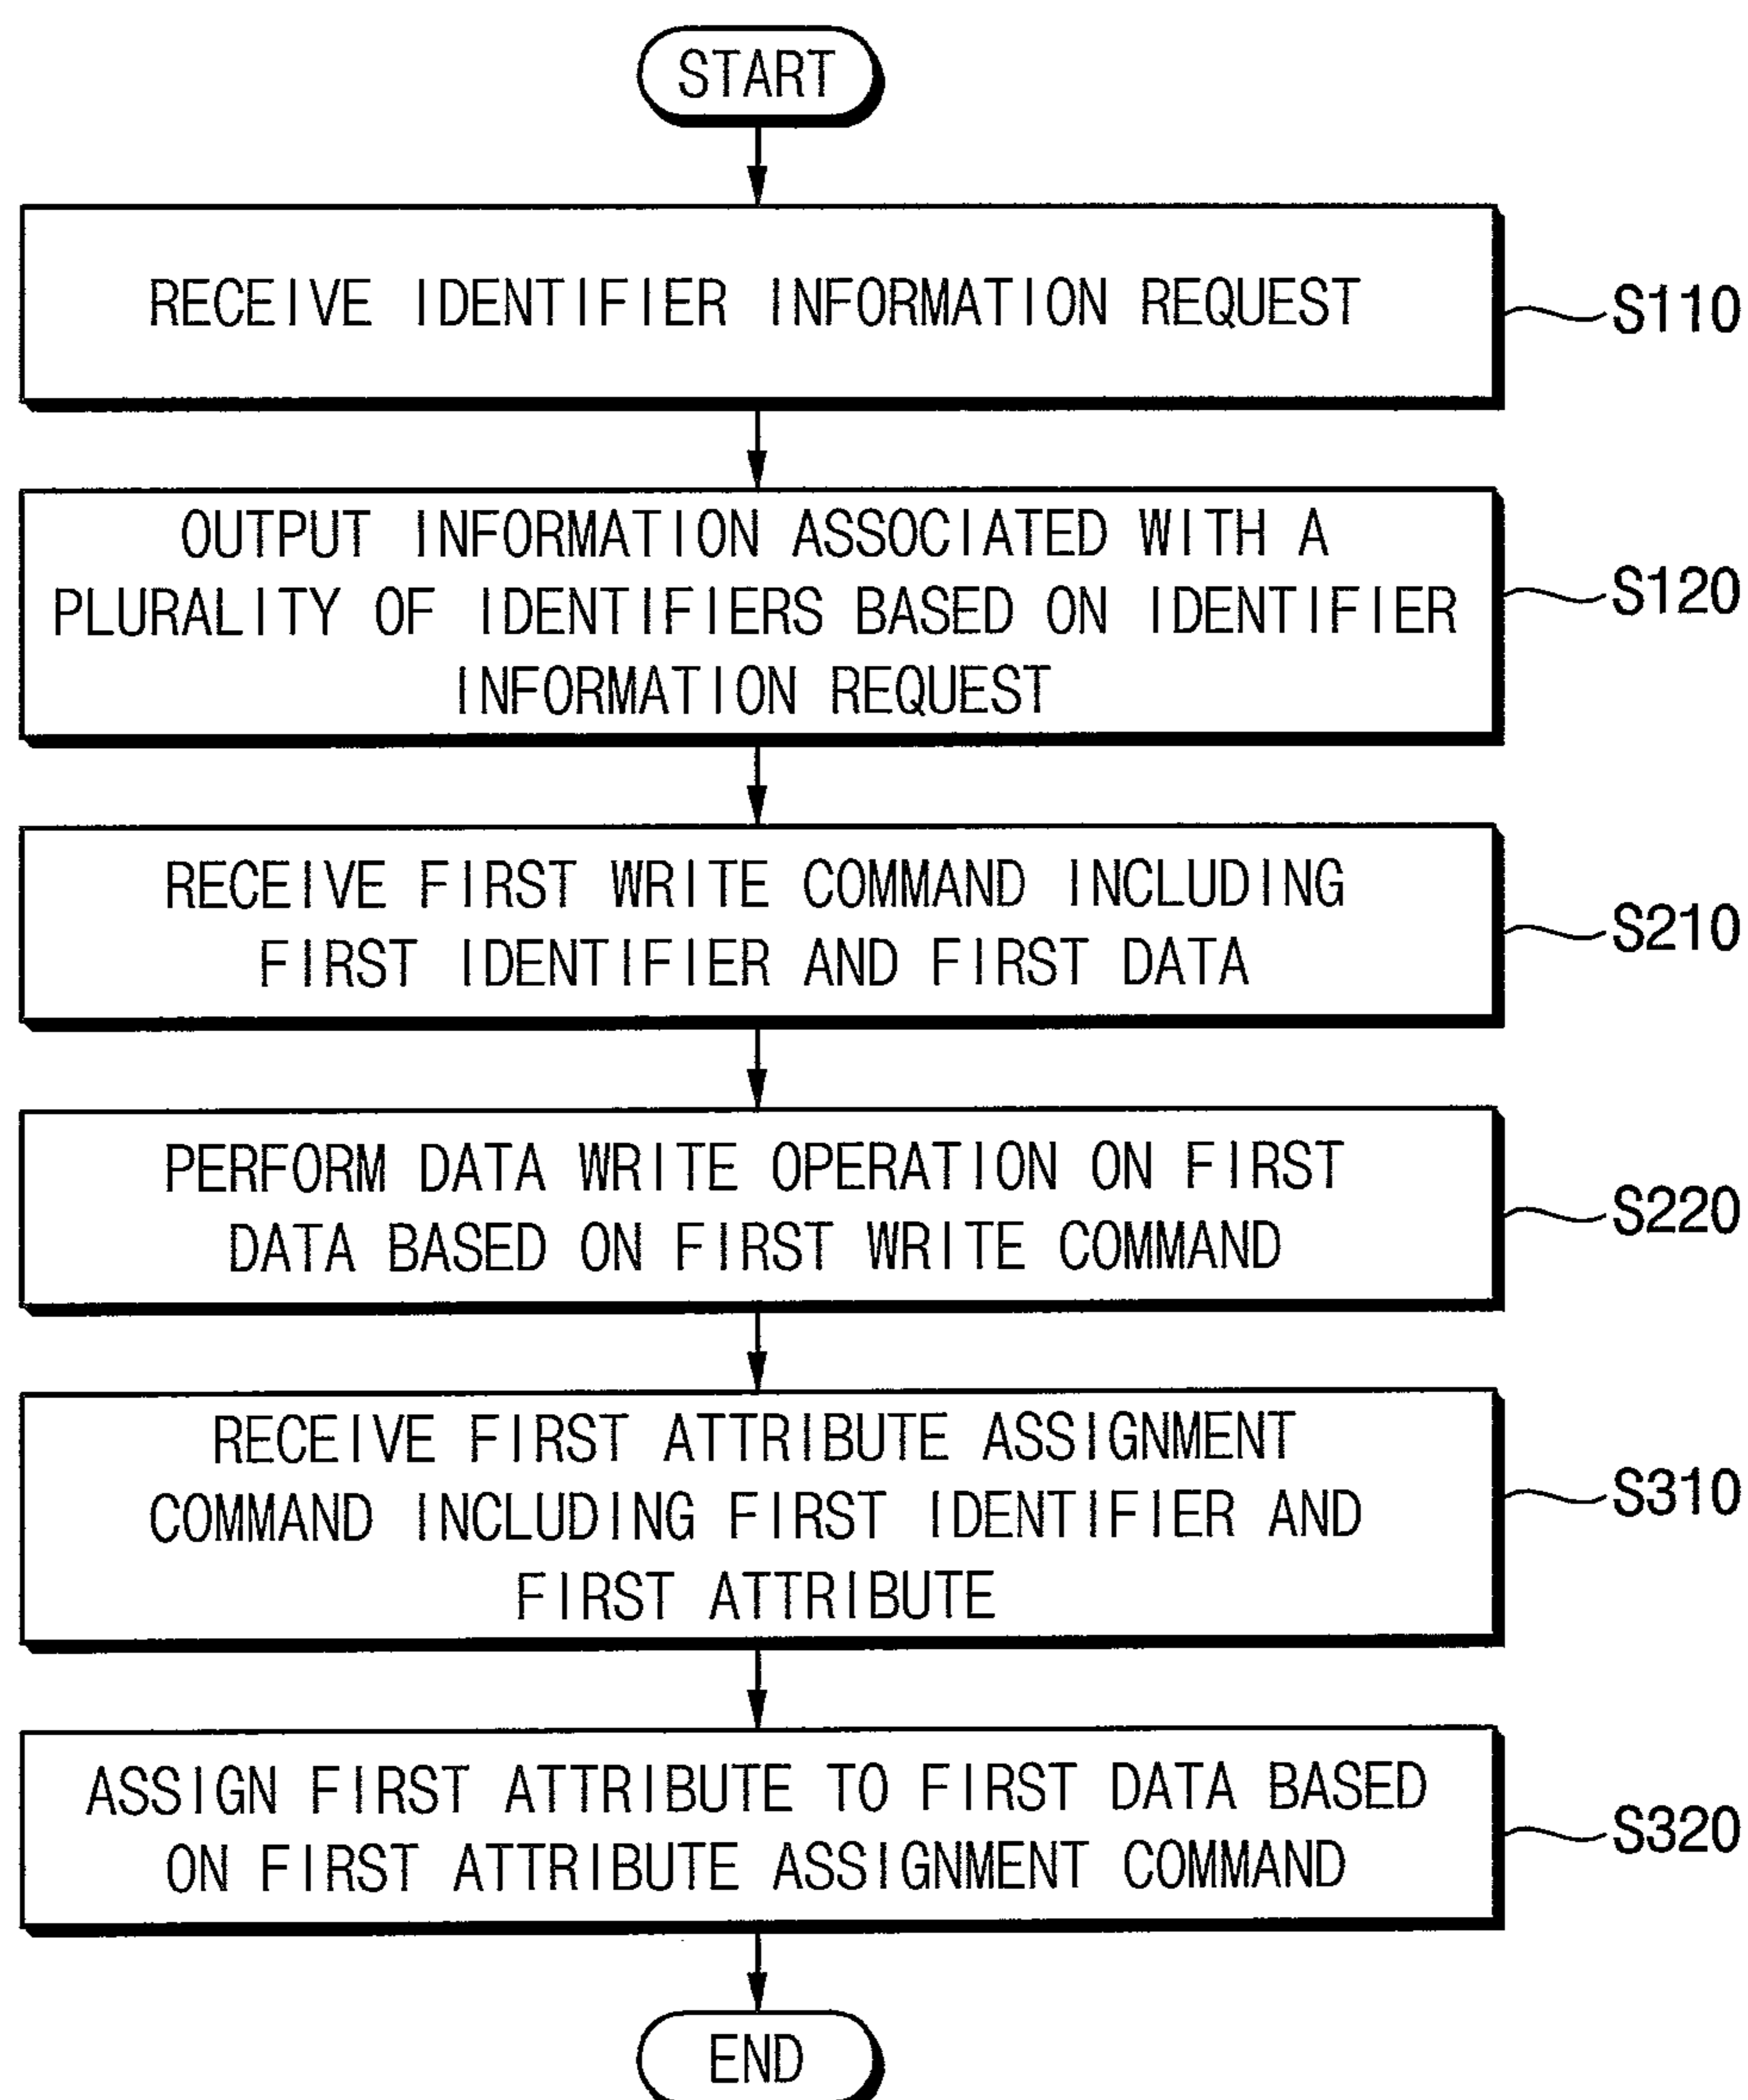 START
RECEIVE IDENTIFIER INFORMATION REQUEST
S110
OUTPUT INFORMATION ASSOCIATED WITH A
PLURALITY OF IDENTIFIERS BASED ON IDENTIFIER
INFORMATION REQUEST
S120
RECEIVE FIRST WRITE COMMAND INCLUDING
FIRST IDENTIFIER AND FIRST DATA
S210
PERFORM DATA WRITE OPERATION ON FIRST
DATA BASED ON FIRST WRITE COMMAND
S220
RECEIVE FIRST ATTRIBUTE ASSIGNMENT
COMMAND INCLUDING FIRST IDENTIFIER AND
FIRST ATTRIBUTE
S310
ASSIGN FIRST ATTRIBUTE TO FIRST DATA BASED
ON FIRST ATTRIBUTE ASSIGNMENT COMMAND
S320
END